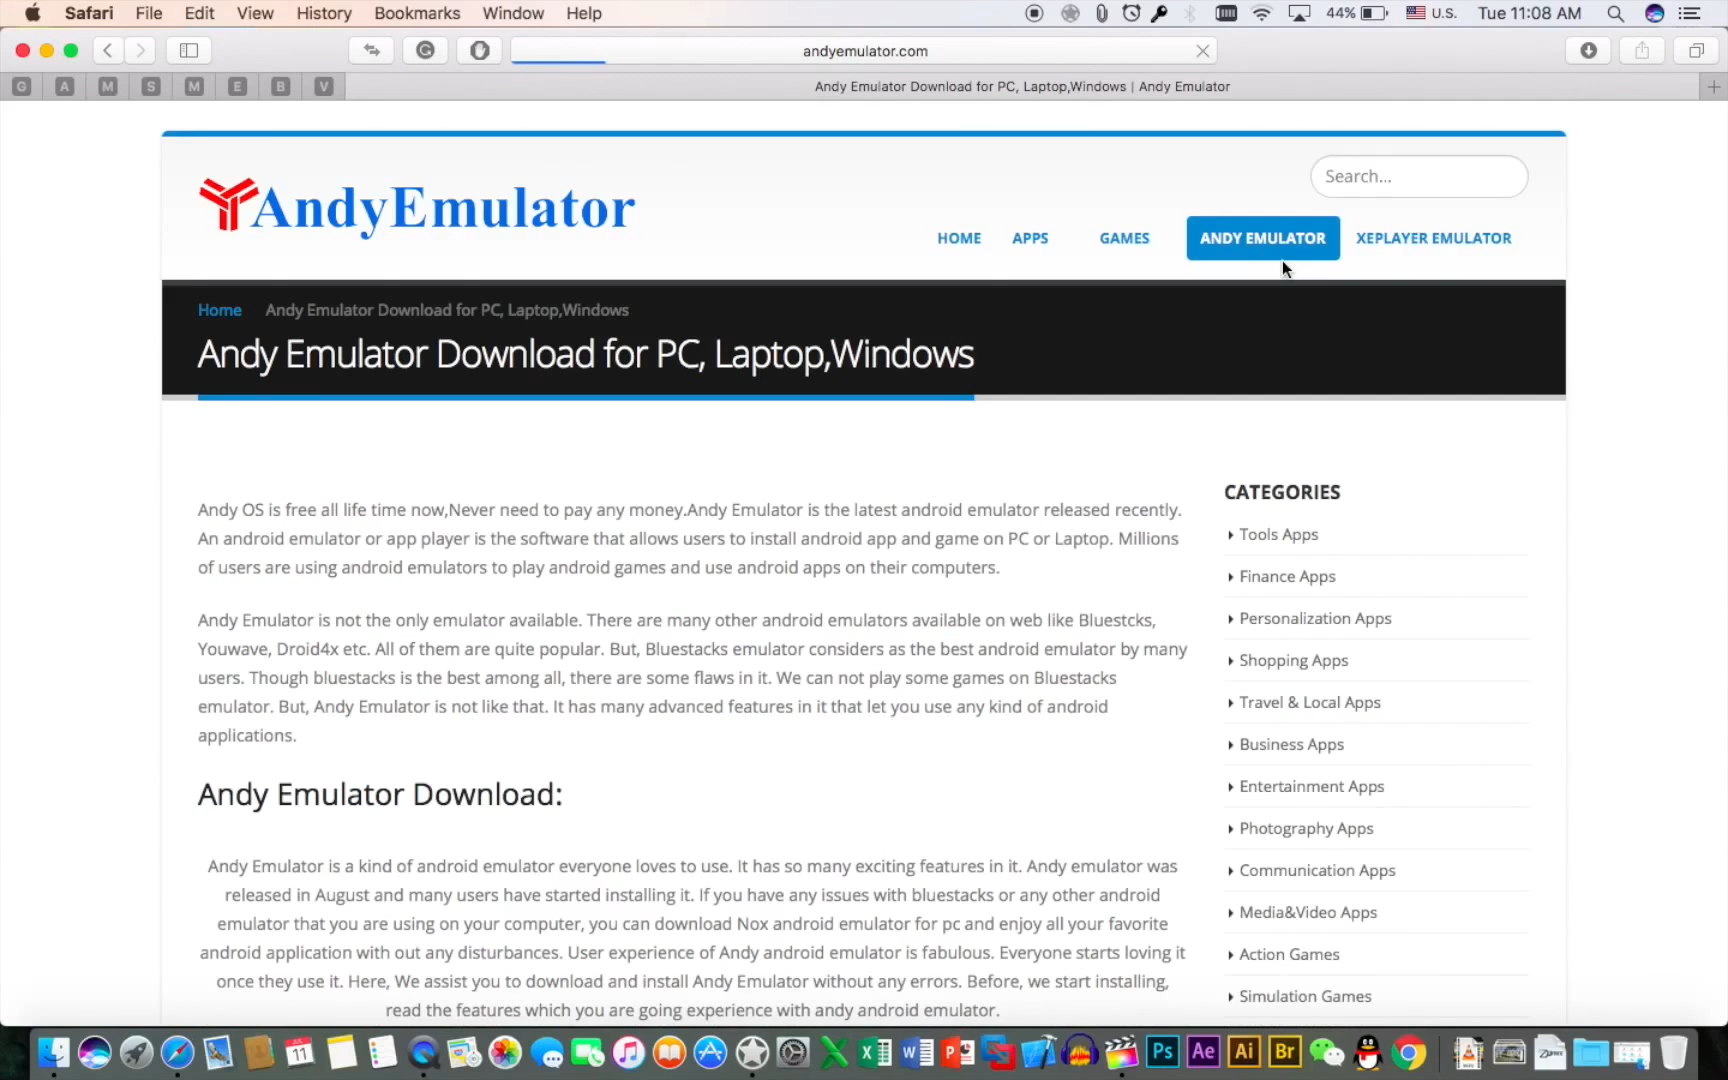 Safari File Edit View History Bookmarks Window Help 44% U.S. Tue 11:08 AM
andyemulator.com
G A M S M E B V Andy Emulator Download for PC, Laptop,Windows | Andy Emulator
Search...
AndyEmulator
HOME APPS GAMES ANDY EMULATOR XEPLAYER EMULATOR
Home Andy Emulator Download for PC, Laptop,Windows
Andy Emulator Download for PC, Laptop,Windows
Andy OS is free all life time now,Never need to pay any money.Andy Emulator is the latest android emulator released recently.
An android emulator or app player is the software that allows users to install android app and game on PC or Laptop. Millions
of users are using android emulators to play android games and use android apps on their computers.
Andy Emulator is not the only emulator available. There are many other android emulators available on web like Bluestcks,
Youwave, Droid4x etc. All of them are quite popular. But, Bluestacks emulator considers as the best android emulator by many
users. Though bluestacks is the best among all, there are some flaws in it. We can not play some games on Bluestacks
emulator. But, Andy Emulator is not like that. It has many advanced features in it that let you use any kind of android
applications.
Andy Emulator Download:
Andy Emulator is a kind of android emulator everyone loves to use. It has so many exciting features in it. Andy emulator was
released in August and many users have started installing it. If you have any issues with bluestacks or any other android
emulator that you are using on your computer, you can download Nox android emulator for pc and enjoy all your favorite
android application with out any disturbances. User experience of Andy android emulator is fabulous. Everyone starts loving it
once they use it. Here, We assist you to download and install Andy Emulator without any errors. Before, we start installing,
read the features which you are going experience with andy android emulator.
CATEGORIES
Tools Apps
Finance Apps
Personalization Apps
Shopping Apps
Travel & Local Apps
Business Apps
Entertainment Apps
Photography Apps
Communication Apps
Media&Video Apps
Action Games
Simulation Games
11 Ps Ae Ai Br